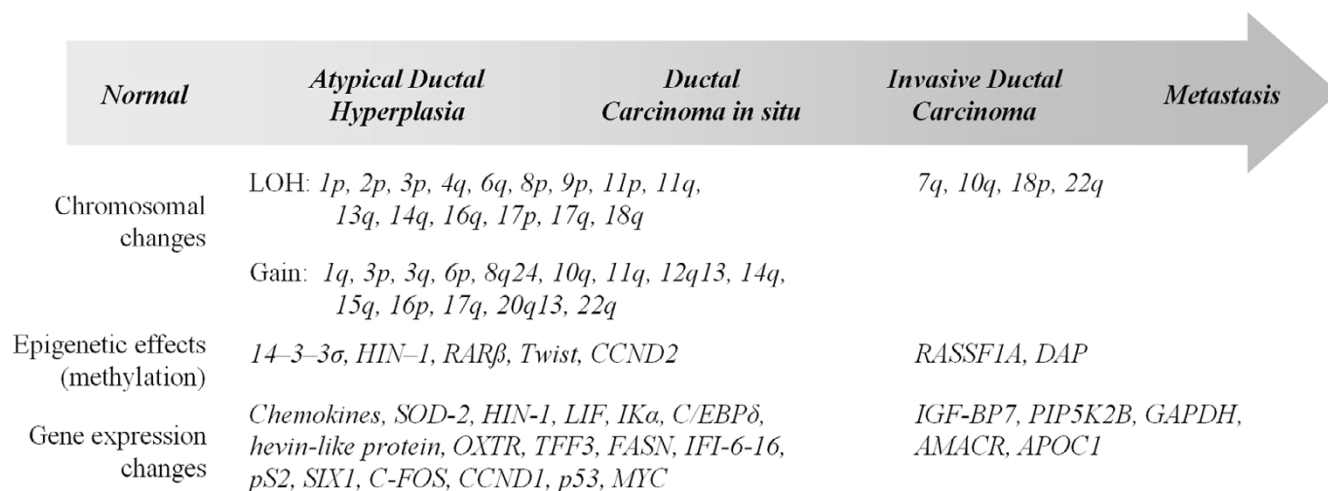 Normal
Atypical Ductal
Hyperplasia
Ductal
Carcinoma in situ
Invasive Ductal
Carcinoma
Metastasis
Chromosomal
changes
LOH: 1p, 2p, 3p, 4q, 6q, 8p, 9p, 11p, 11q,
13q, 14q, 16q, 17p, 17q, 18q
7q, 10q, 18p, 22q
Gain: 1q, 3p, 3q, 6p, 8q24, 10q, 11q, 12q13, 14q,
15q, 16p, 17q, 20q13, 22q
Epigenetic effects
(methylation)
14–3–3σ, HIN–1, RARβ, Twist, CCND2
RASSF1A, DAP
Gene expression
changes
Chemokines, SOD-2, HIN-1, LIF, IKα, C/EBPδ,
hevin-like protein, OXTR, TFF3, FASN, IFI-6-16,
pS2, SIX1, C-FOS, CCND1, p53, MYC
IGF-BP7, PIP5K2B, GAPDH,
AMACR, APOC1